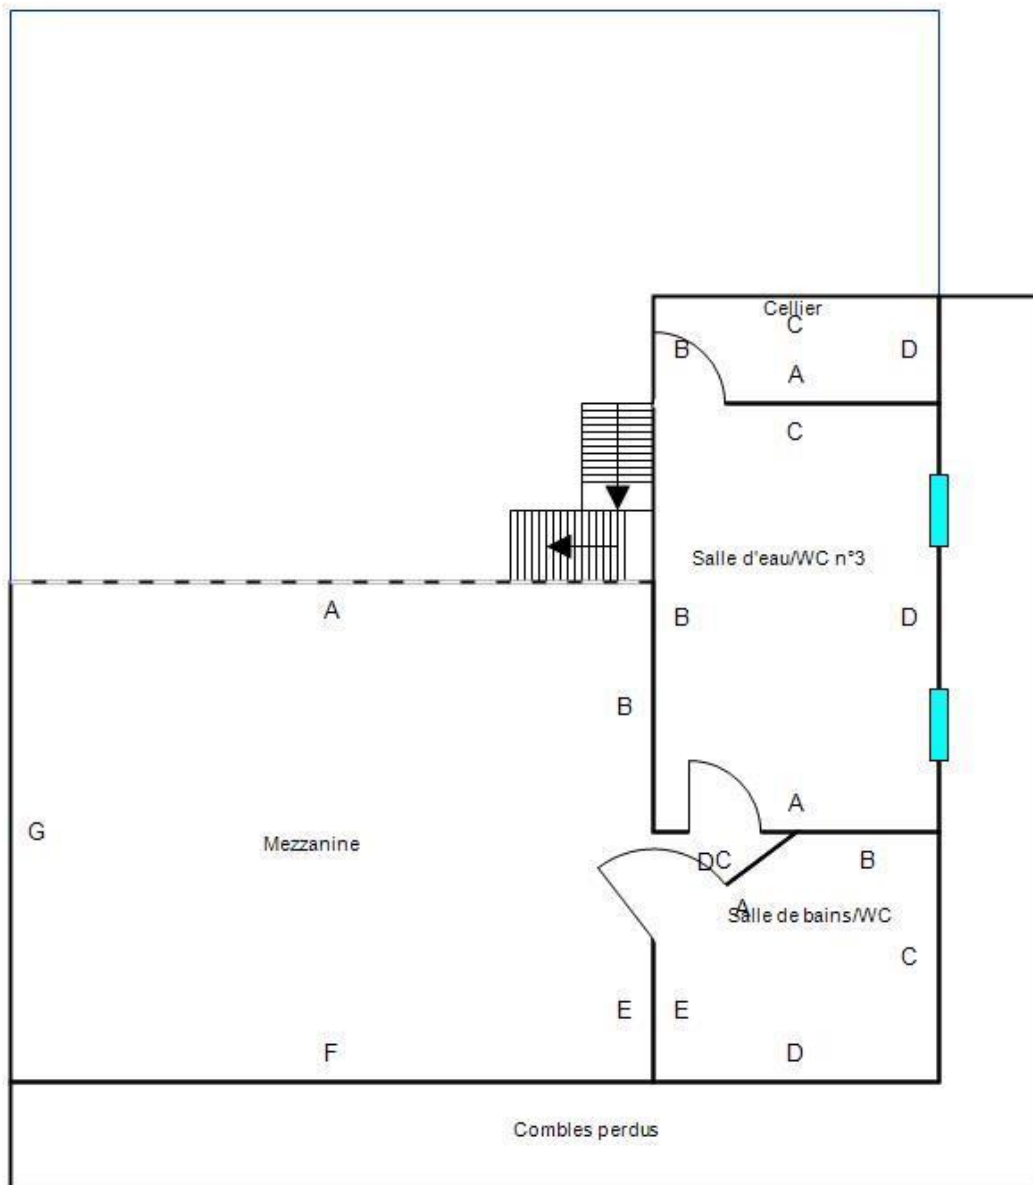 Cellier
C
B
D
A
C
Salle d'eau/WC n°3
A
B
D
B
A
G
Mezzanine
DC
B
A
Salle de bains/WC
C
E
E
F
D
Combles perdus